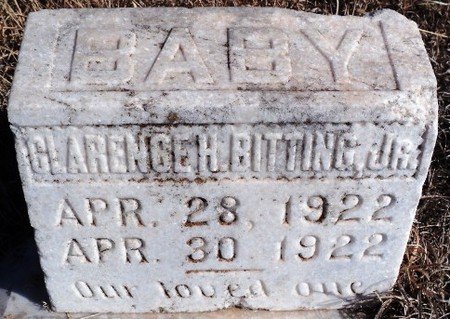 BABY
CLARENCE H. BITTING, JR.
APR. 28, 1922
APR. 30 1922
Our loved one